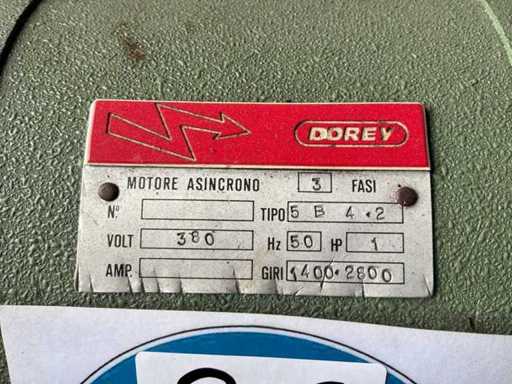 DOREY
MOTORE ASINCRONO 3 FASI
N° TIPO 5 B 4.2
VOLT 380 Hz 50 HP 1
AMP. GIRI 1400.2800